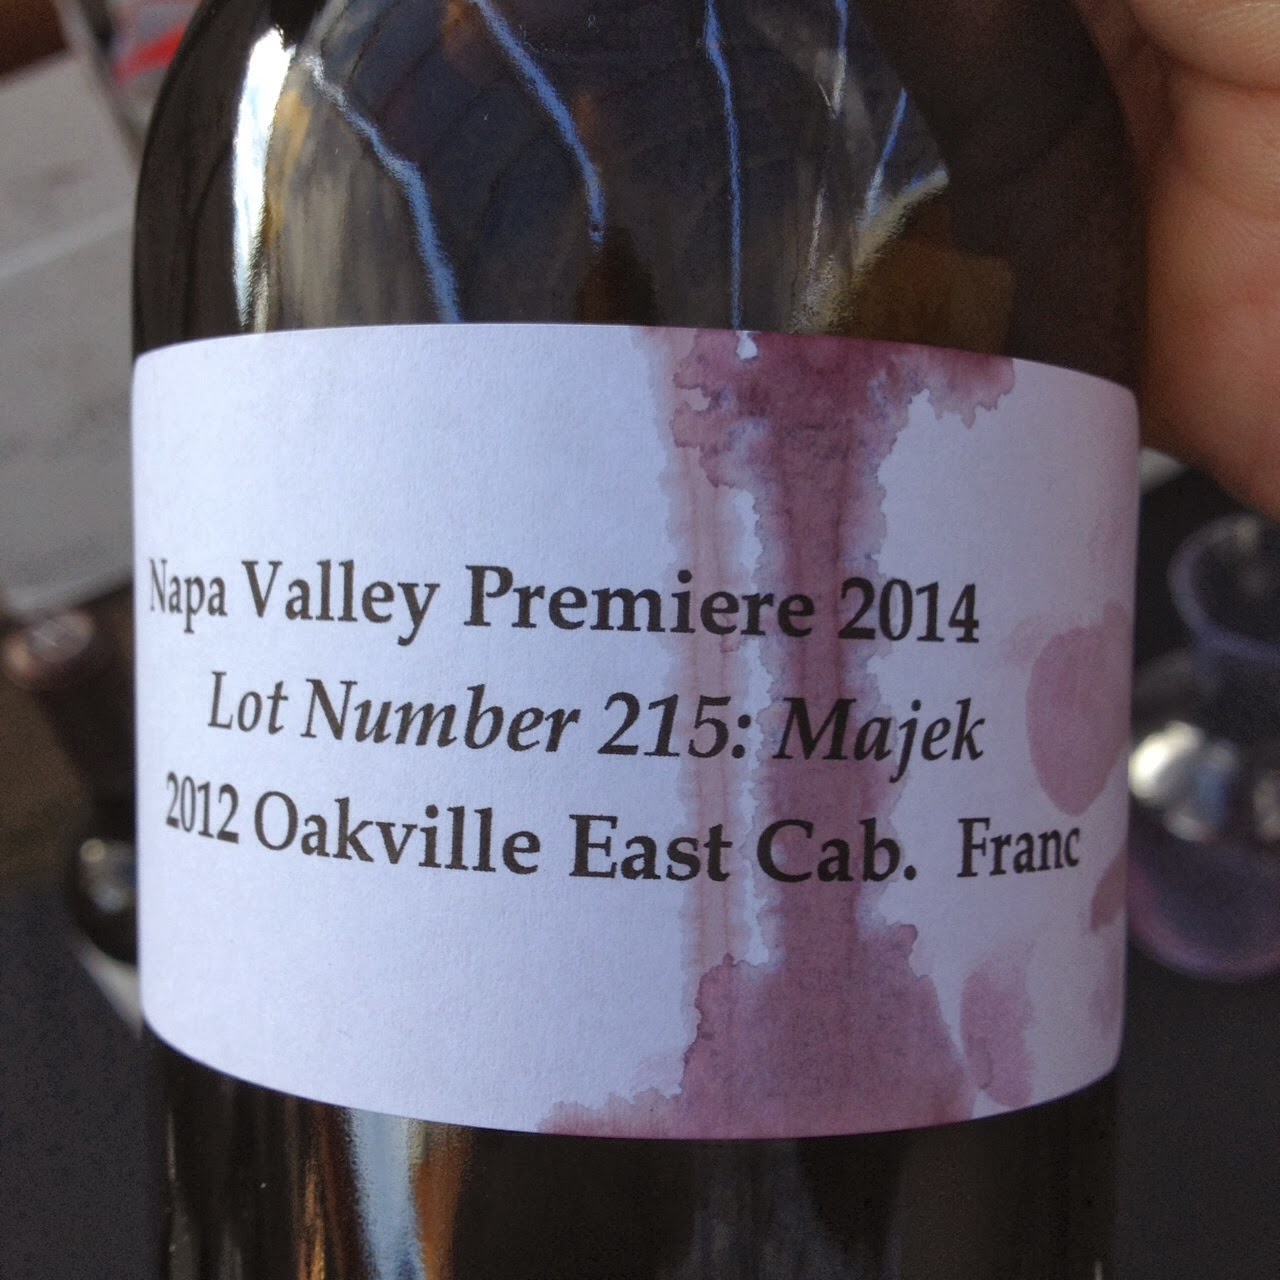 Napa Valley Premiere 2014
Lot Number 215: Majek
2012 Oakville East Cab. Franc